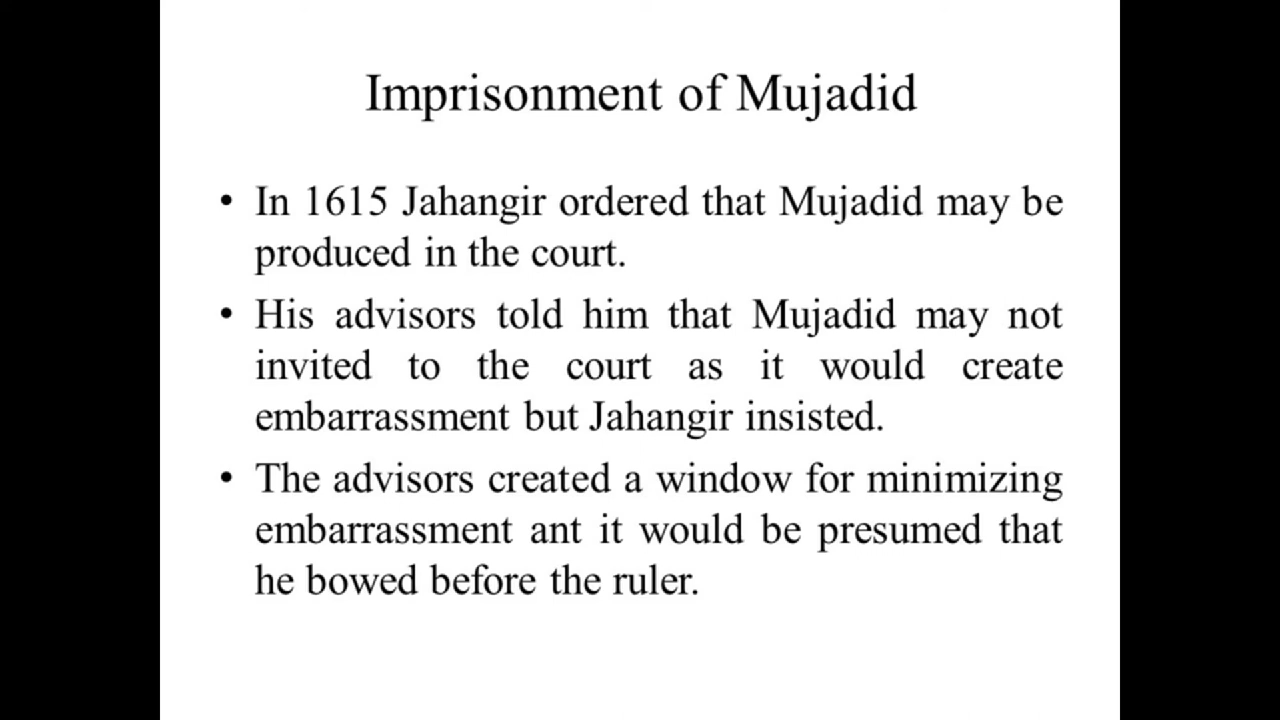 Imprisonment of Mujadid
• In 1615 Jahangir ordered that Mujadid may be
produced in the court.
• His advisors told him that Mujadid may not
invited to the court as it would create
embarrassment but Jahangir insisted.
• The advisors created a window for minimizing
embarrassment ant it would be presumed that
he bowed before the ruler.